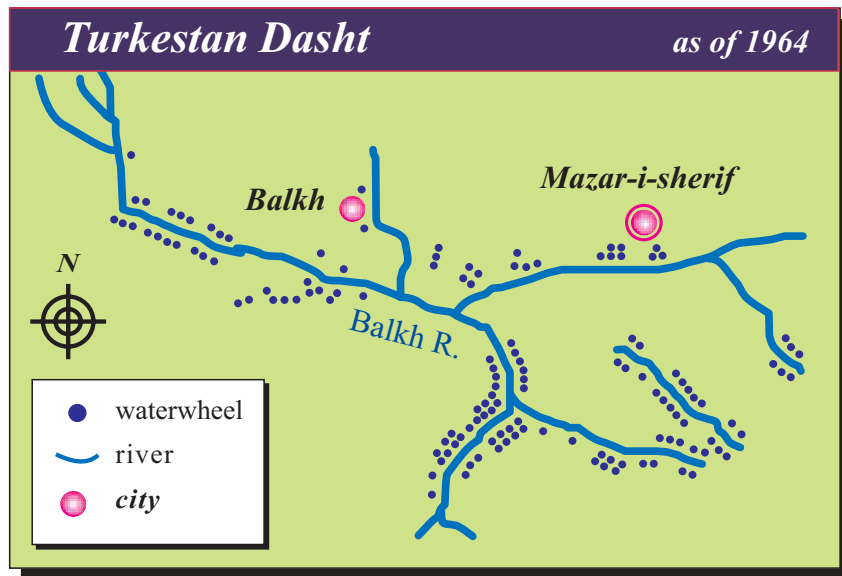 Turkestan Dasht as of 1964
Mazar-i-sherif
Balkh
N
Balkh R.
waterwheel
river
city